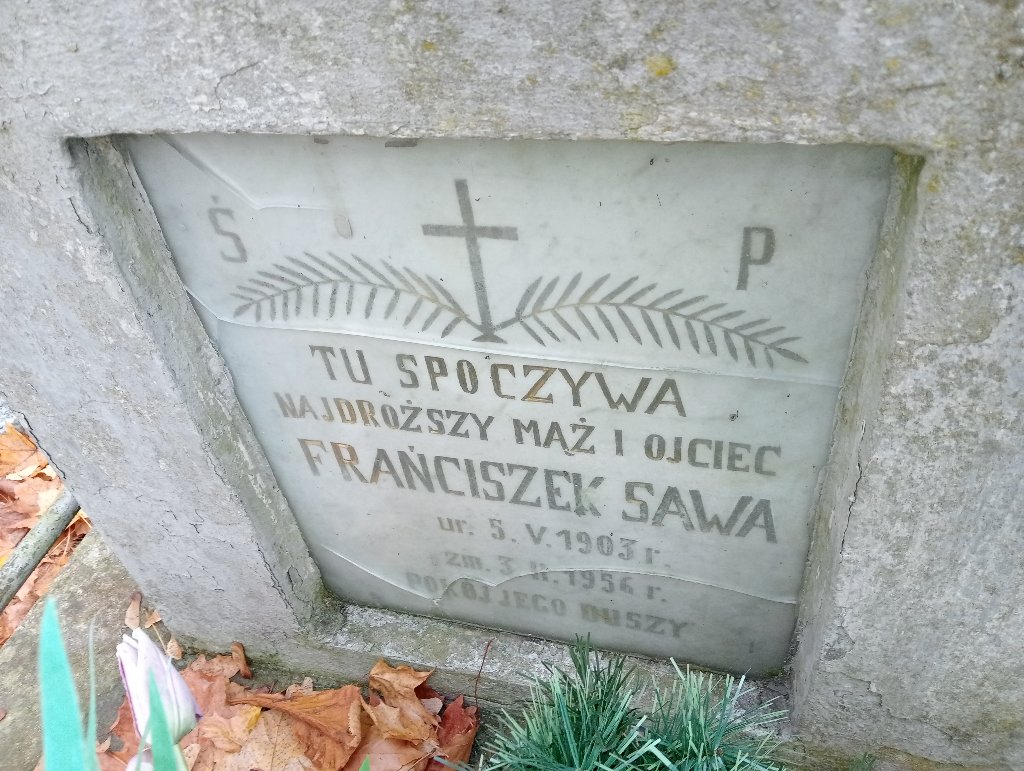 Ś P
TU SPOCZYWA
NAJDROŻSZY MĄŻ I OJCIEC
FRAŃCISZEK SAWA
ur. 5. V. 1903 r.
zm. 3. II. 1956 r.
POKÓJ JEGO DUSZY